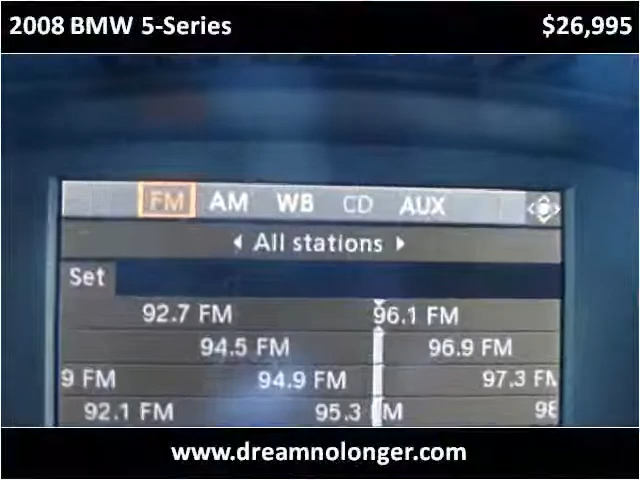 2008 BMW 5-Series $26,995
FM AM WB CD AUX
All stations
Set
92.7 FM 96.1 FM
94.5 FM 96.9 FM
9 FM 94.9 FM 97.3 FM
92.1 FM 95.3 FM 98
www.dreamnolonger.com